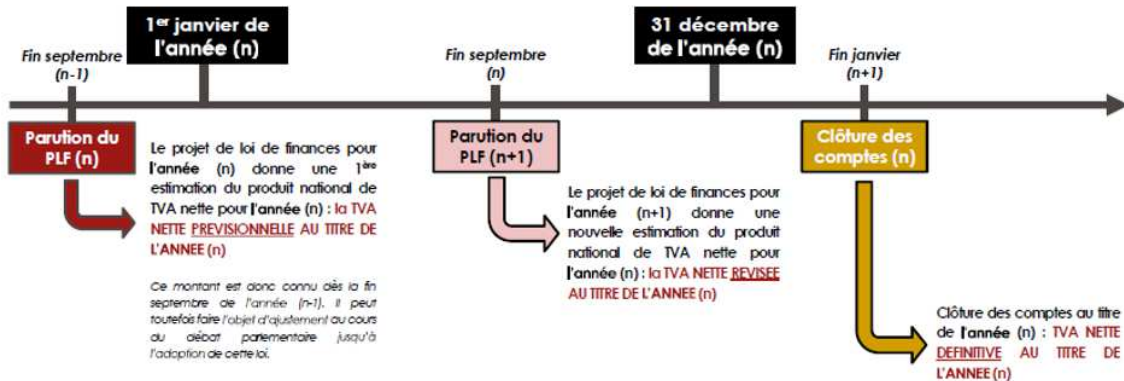 1er janvier de
l'année (n)
31 décembre
de l'année (n)
Fin septembre
(n-1)
Fin septembre
(n)
Fin janvier
(n+1)
Parution du
PLF (n)
Parution du
PLF (n+1)
Clôture des
comptes (n)
Le projet de loi de finances pour
l'année (n) donne une 1ère
estimation du produit national de
TVA nette pour l'année (n) : la TVA
NETTE PREVISIONNELLE AU TITRE DE
L'ANNEE (n)
Ce montant est donc connu dès la fin
septembre de l'année (n-1). Il peut
toutefois faire l'objet d'ajustement au cours
du débat parlementaire jusqu'à
l'adoption de cette loi.
Le projet de loi de finances pour
l'année (n+1) donne une
nouvelle estimation du produit
national de TVA nette pour
l'année (n) : la TVA NETTE REVISEE
AU TITRE DE L'ANNEE (n)
Clôture des comptes au titre
de l'année (n) : TVA NETTE
DEFINITIVE AU TITRE DE
L'ANNEE (n)